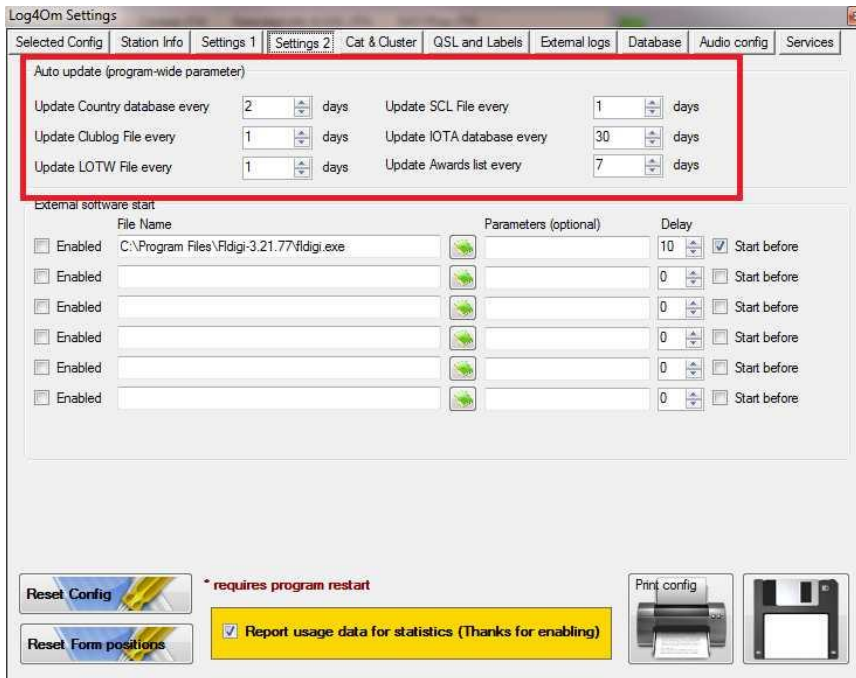 Log4Om Settings
Selected Config Station Info Settings 1 Settings 2 Cat & Cluster QSL and Labels External logs Database Audio config Services
Auto update (program-wide parameter)
Update Country database every 2 days Update SCL File every 1 days
Update Clublog File every 1 days Update IOTA database every 30 days
Update LOTW File every 1 days Update Awards list every 7 days
External software start
File Name Parameters (optional) Delay
Enabled C:\Program Files\Fldigi-3.21.77\fldigi.exe 10 Start before
Enabled 0 Start before
Enabled 0 Start before
Enabled 0 Start before
Enabled 0 Start before
Enabled 0 Start before
Reset Config * requires program restart Print config
Report usage data for statistics (Thanks for enabling)
Reset Form positions